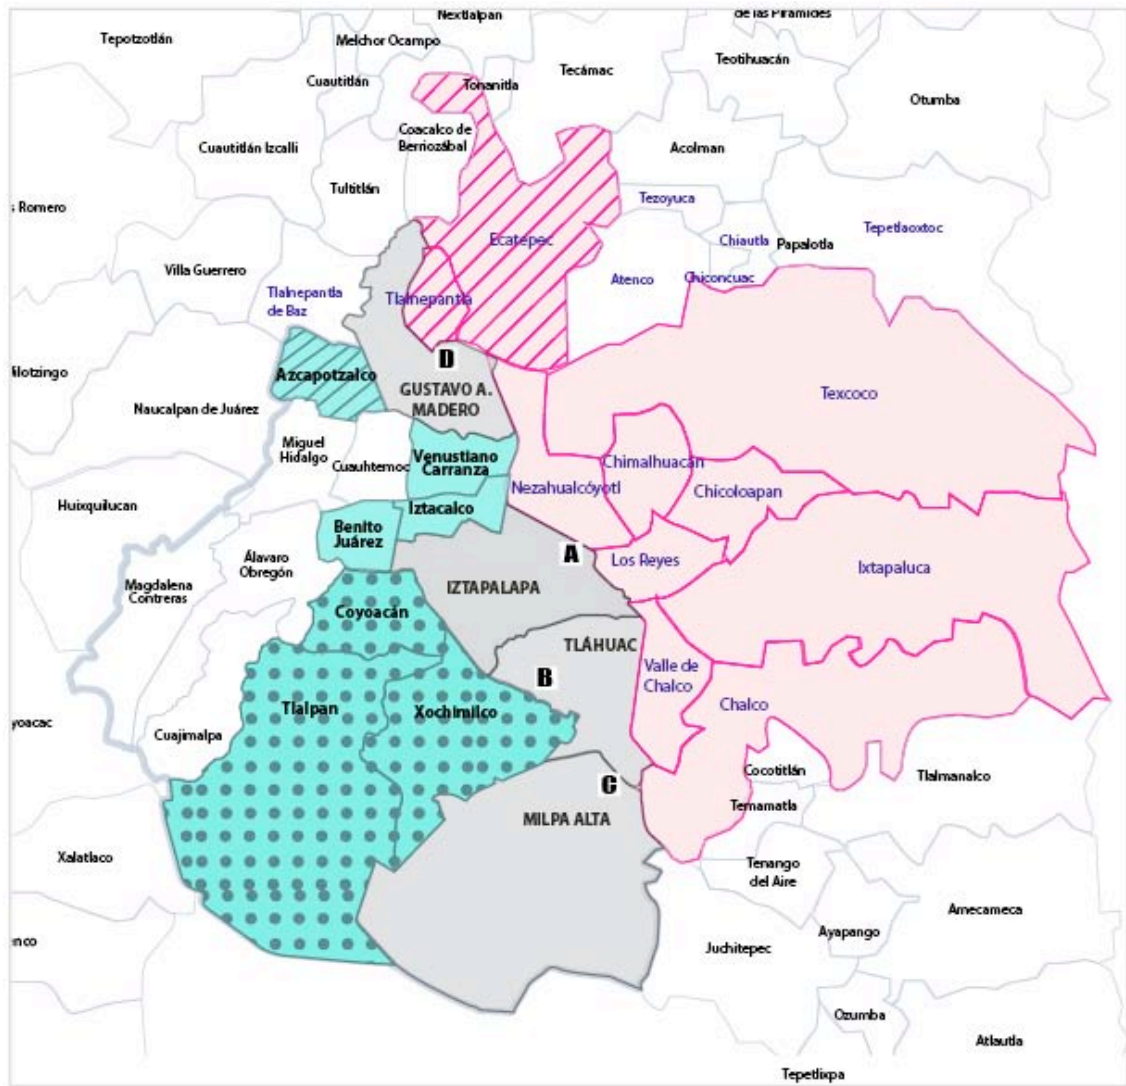 Nextlalpan
de las Pirámides
Tepotzotlán
Melchor Ocampo
Teotihuacán
Tecámac
Cuautitlán
Tonanitla
Otumba
Coacalco de
Berriozábal
Cuautitlán Izcalli
Acolman
Tultitlán
Tezoyuca
Romero
Ecatepec
Chiautla
Papalotla
Tepetlaoxtoc
Villa Guerrero
Atenco
Chiconcuac
Tlalnepantla
de Baz
Tlalnepantla
D
Azcapotzalco
GUSTAVO A.
MADERO
Texcoco
Naucalpan de Juárez
Miguel
Hidalgo
Cuauhtemoc
Venustiano
Carranza
Chimalhuacán
Nezahualcóyotl
Chicoloapan
Huixquilucan
Iztacalco
Benito
Juárez
A
Álavaro
Obregón
Los Reyes
Ixtapaluca
Magdalena
Contreras
IZTAPALAPA
Coyoacán
TLÁHUAC
Valle de
Chalco
B
Tlalpan
Xochimilco
Chalco
yoacac
Cuajimalpa
Cocotitlán
Tlalmanalco
C
Temamatla
MILPA ALTA
Xalatlaco
Tenango
del Aire
Amecameca
Ayapango
Juchitepec
Ozumba
Atlautla
Tepetlixpa